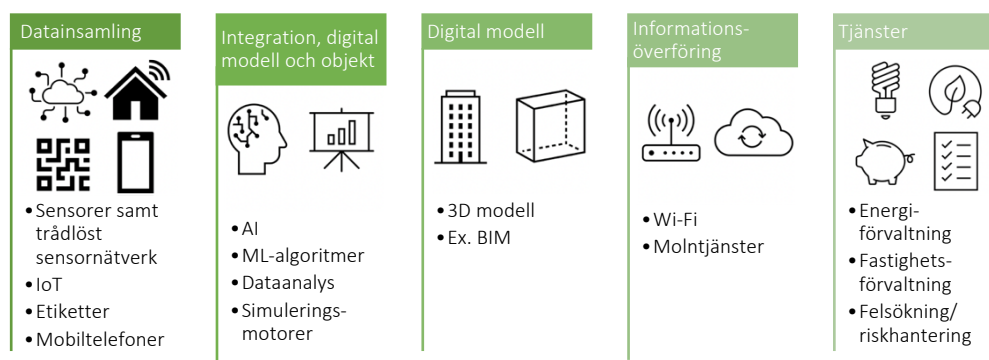 Datainsamling
• Sensorer samt
trådlöst
sensornätverk
• IoT
• Etiketter
• Mobiltelefoner
Integration, digital
modell och objekt
• AI
• ML-algoritmer
• Dataanalys
• Simulerings-
motorer
Digital modell
• 3D modell
• Ex. BIM
Informations-
överföring
• Wi-Fi
• Molntjänster
Tjänster
• Energi-
förvaltning
• Fastighets-
förvaltning
• Felsökning/
riskhantering